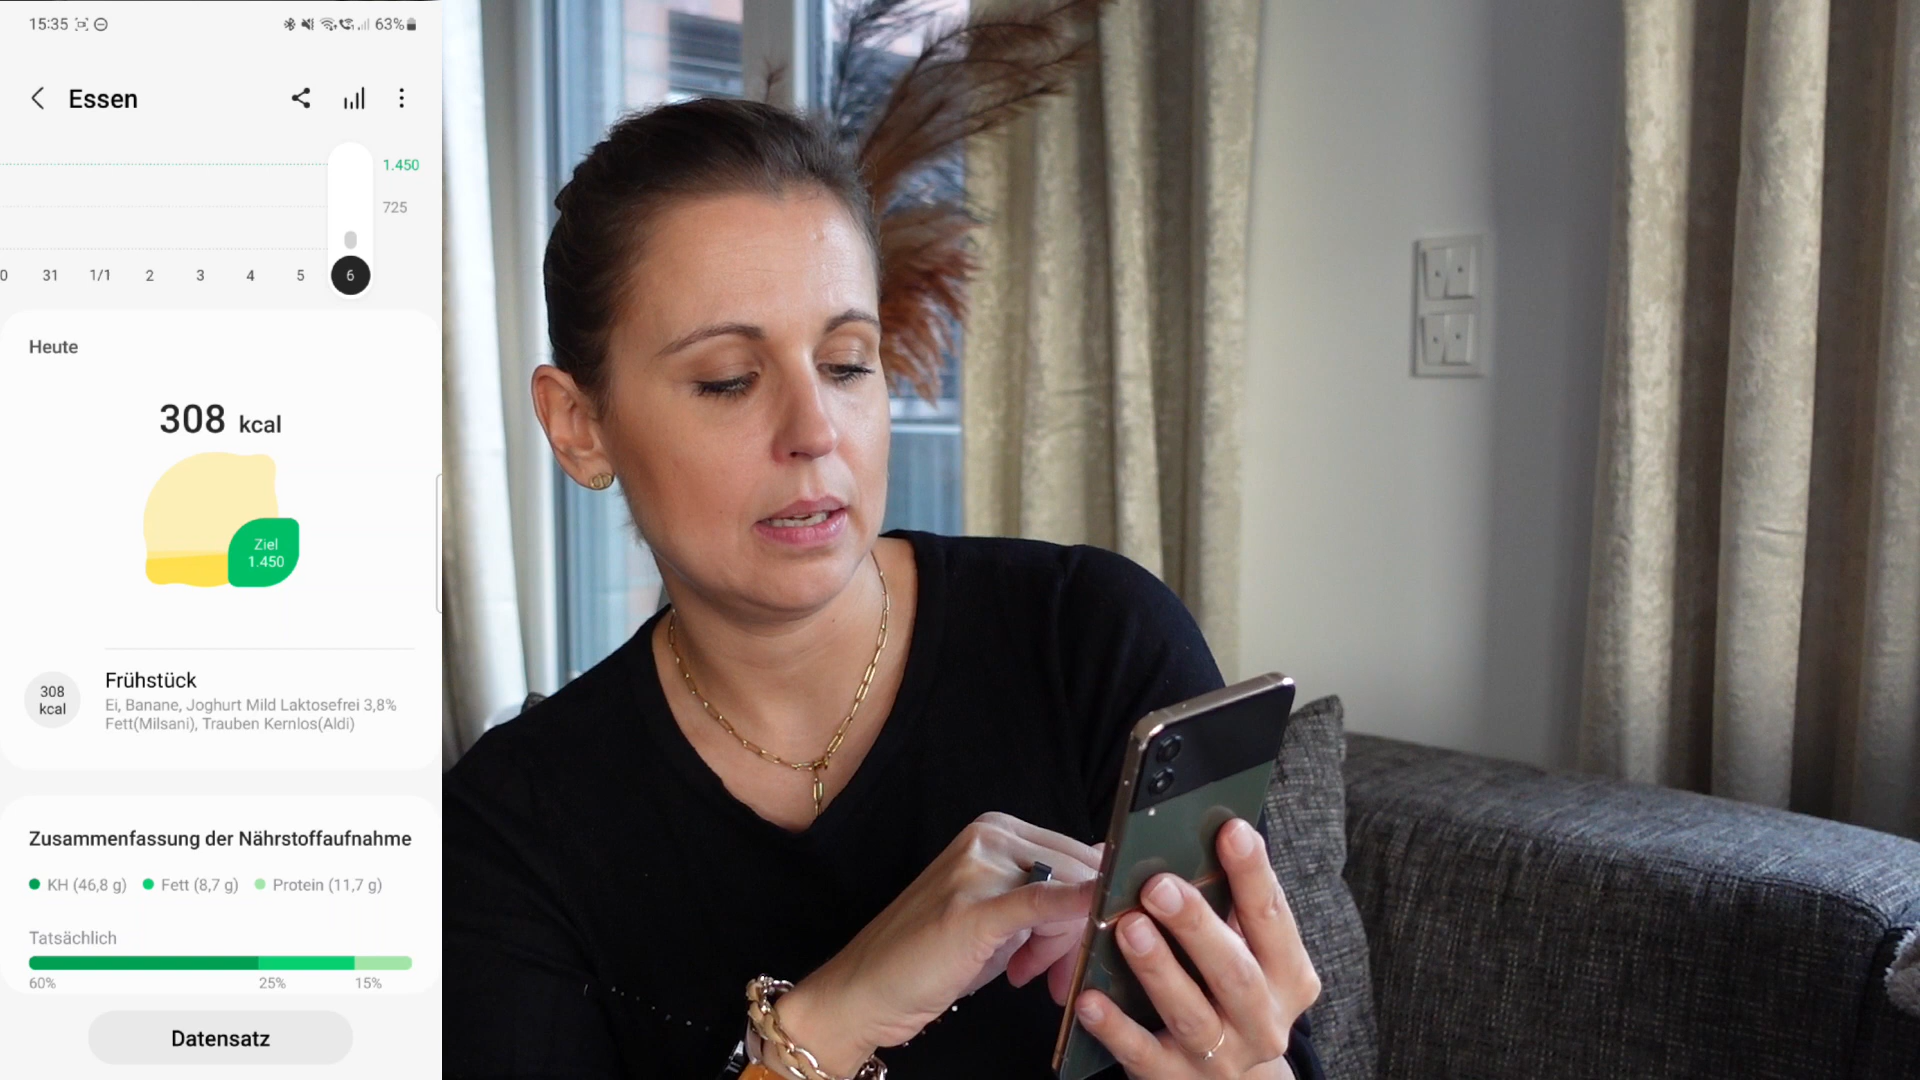 15:35
63%
Essen
1.450
725
0 31 1/1 2 3 4 5 6
Heute
308 kcal
Ziel
1.450
308
kcal
Frühstück
Ei, Banane, Joghurt Mild Laktosefrei 3,8%
Fett(Milsani), Trauben Kernlos(Aldi)
Zusammenfassung der Nährstoffaufnahme
KH (46,8 g) Fett (8,7 g) Protein (11,7 g)
Tatsächlich
60% 25% 15%
Datensatz